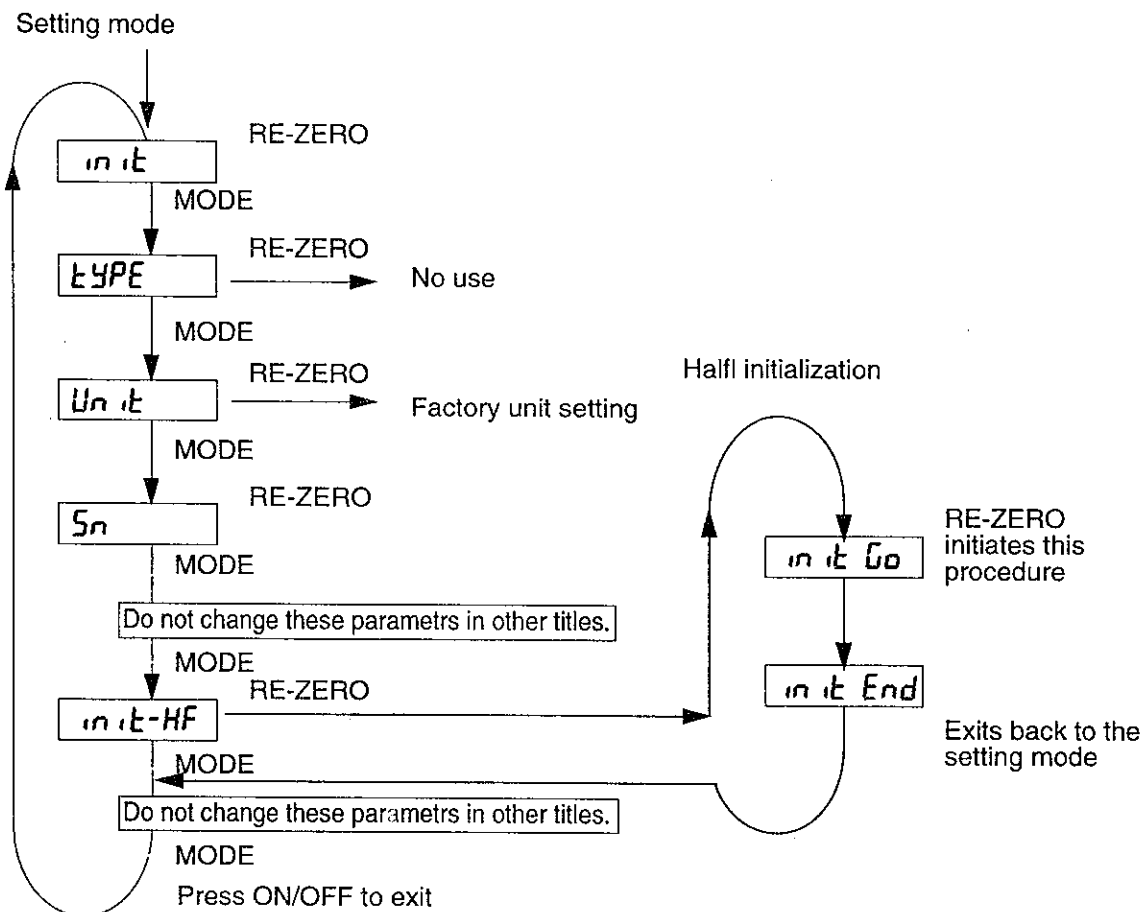 Setting mode
RE-ZERO
init
MODE
RE-ZERO
tYPE
No use
MODE
RE-ZERO
Unit
Factory unit setting
MODE
RE-ZERO
Sn
MODE
Do not change these parametrs in other titles.
MODE
RE-ZERO
init-HF
MODE
Do not change these parametrs in other titles.
MODE
Press ON/OFF to exit
Halfl initialization
init Go
RE-ZERO
initiates this
procedure
init End
Exits back to the
setting mode